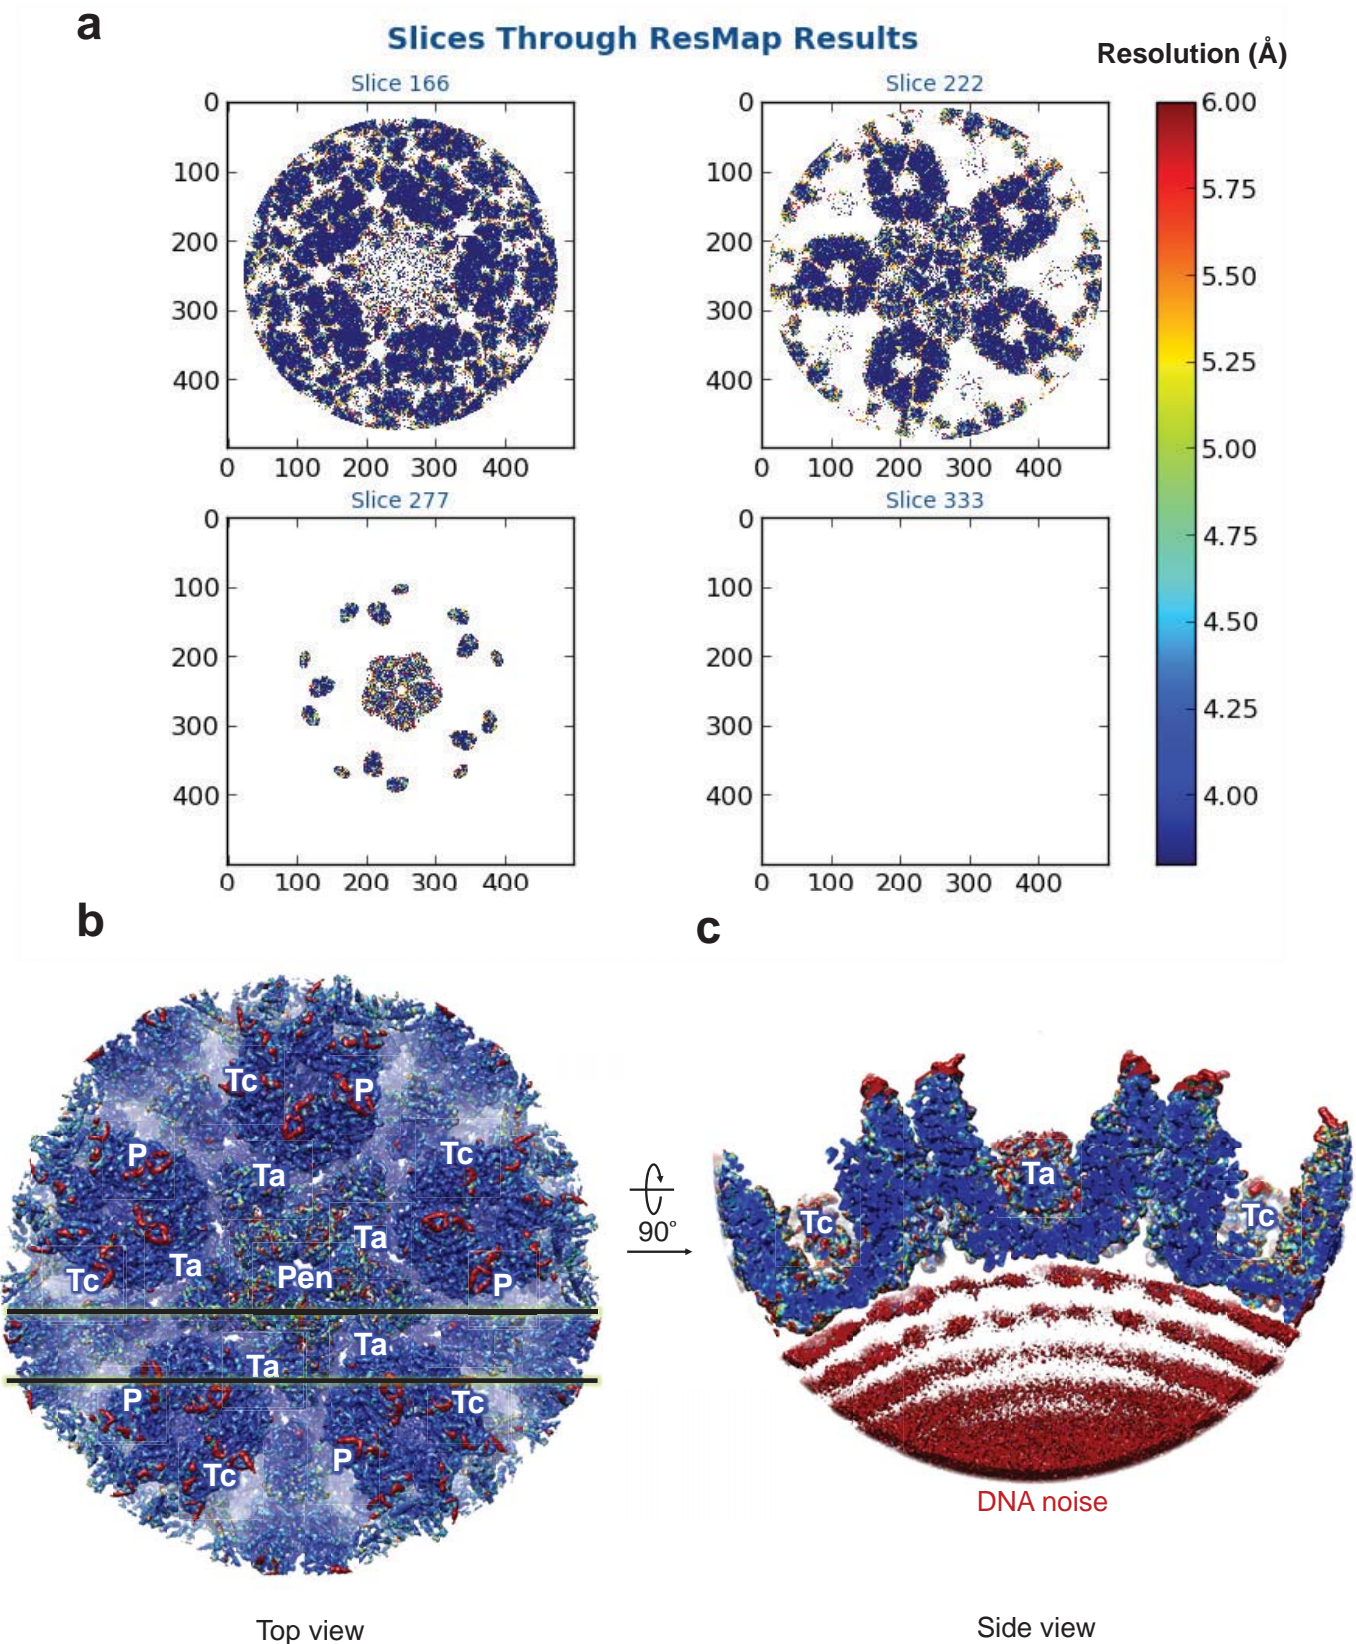 a
Slices Through ResMap Results
Resolution (Å)
Slice 166
Slice 222
0
100
200
300
400
0 100 200 300 400
0
100
200
300
400
0 100 200 300 400
6.00
5.75
5.50
5.25
5.00
4.75
4.50
4.25
4.00
Slice 277
Slice 333
0
100
200
300
400
0 100 200 300 400
0
100
200
300
400
0 100 200 300 400
b
c
Tc P
P Tc
Ta
Ta
Ta
Tc Pen P
Ta
Ta
P Tc
P
Tc
90°
Ta
Tc Tc
DNA noise
Top view
Side view